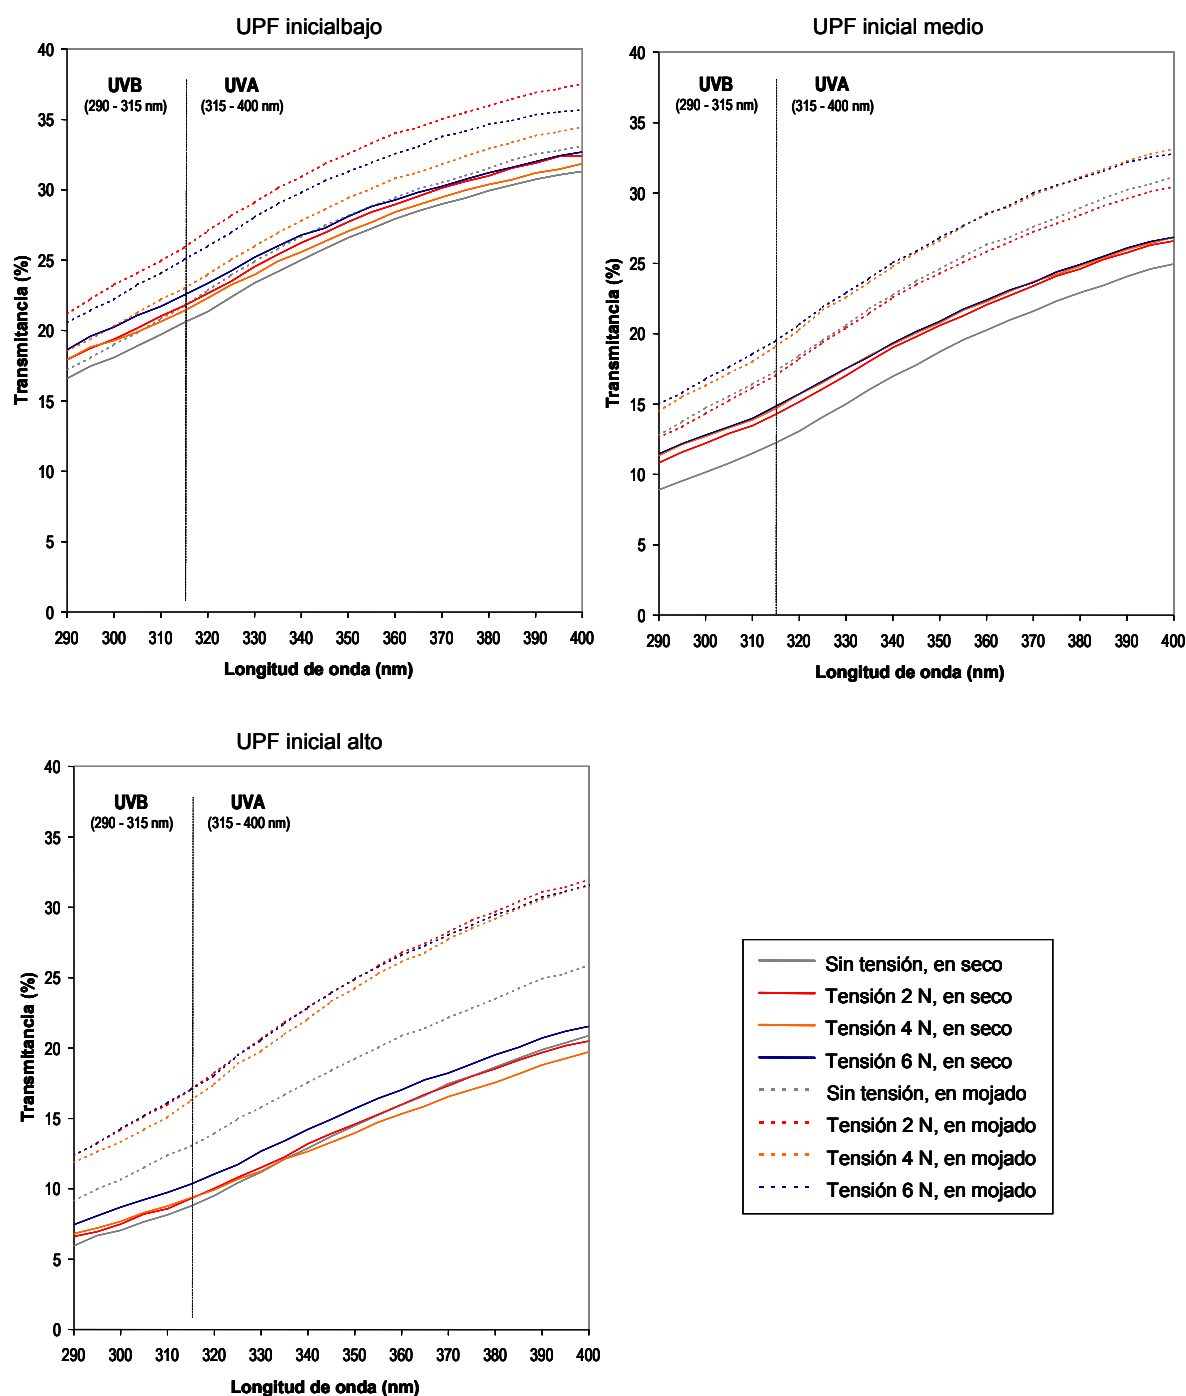 UPF inicialbajo
40
35
30
25
20
15
10
5
0
UVB
(290 - 315 nm)
UVA
(315 - 400 nm)
Transmitancia (%)
290 300 310 320 330 340 350 360 370 380 390 400
Longitud de onda (nm)
UPF inicial medio
40
35
30
25
20
15
10
5
0
UVB
(290 - 315 nm)
UVA
(315 - 400 nm)
Transmitancia (%)
290 300 310 320 330 340 350 360 370 380 390 400
Longitud de onda (nm)
UPF inicial alto
40
35
30
25
20
15
10
5
0
UVB
(290 - 315 nm)
UVA
(315 - 400 nm)
Transmitancia (%)
290 300 310 320 330 340 350 360 370 380 390 400
Longitud de onda (nm)
Sin tensión, en seco
Tensión 2 N, en seco
Tensión 4 N, en seco
Tensión 6 N, en seco
Sin tensión, en mojado
Tensión 2 N, en mojado
Tensión 4 N, en mojado
Tensión 6 N, en mojado